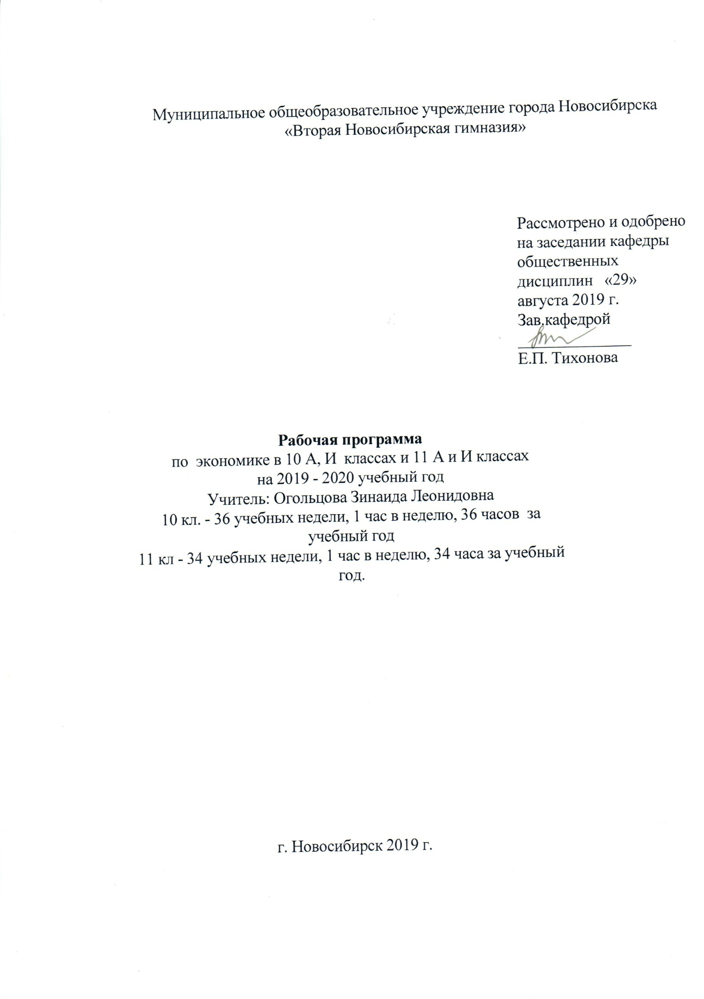 Муниципальное общеобразовательное учреждение города Новосибирска
«Вторая Новосибирская гимназия»
Рассмотрено и одобрено
на заседании кафедры
общественных
дисциплин «29»
августа 2019 г.
Зав.кафедрой
Е.П. Тихонова
Рабочая программа
по экономике в 10 А, И классах и 11 А и И классах
на 2019 - 2020 учебный год
Учитель: Огольцова Зинаида Леонидовна
10 кл. - 36 учебных недели, 1 час в неделю, 36 часов за
учебный год
11 кл - 34 учебных недели, 1 час в неделю, 34 часа за учебный
год.
г. Новосибирск 2019 г.